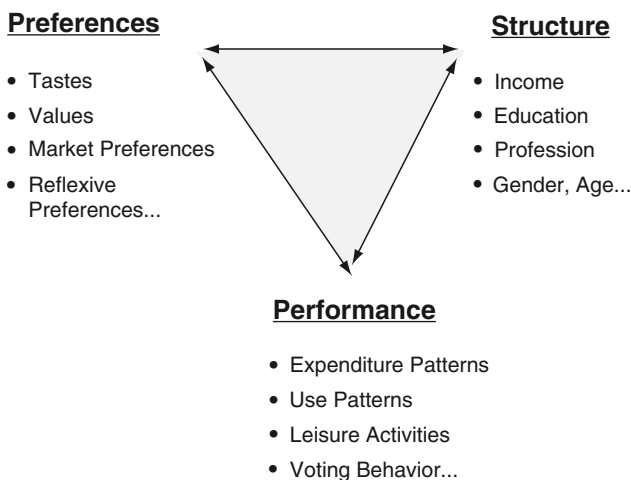 Preferences
• Tastes
• Values
• Market Preferences
• Reflexive
Preferences...
Structure
• Income
• Education
• Profession
• Gender, Age...
Performance
• Expenditure Patterns
• Use Patterns
• Leisure Activities
• Voting Behavior...